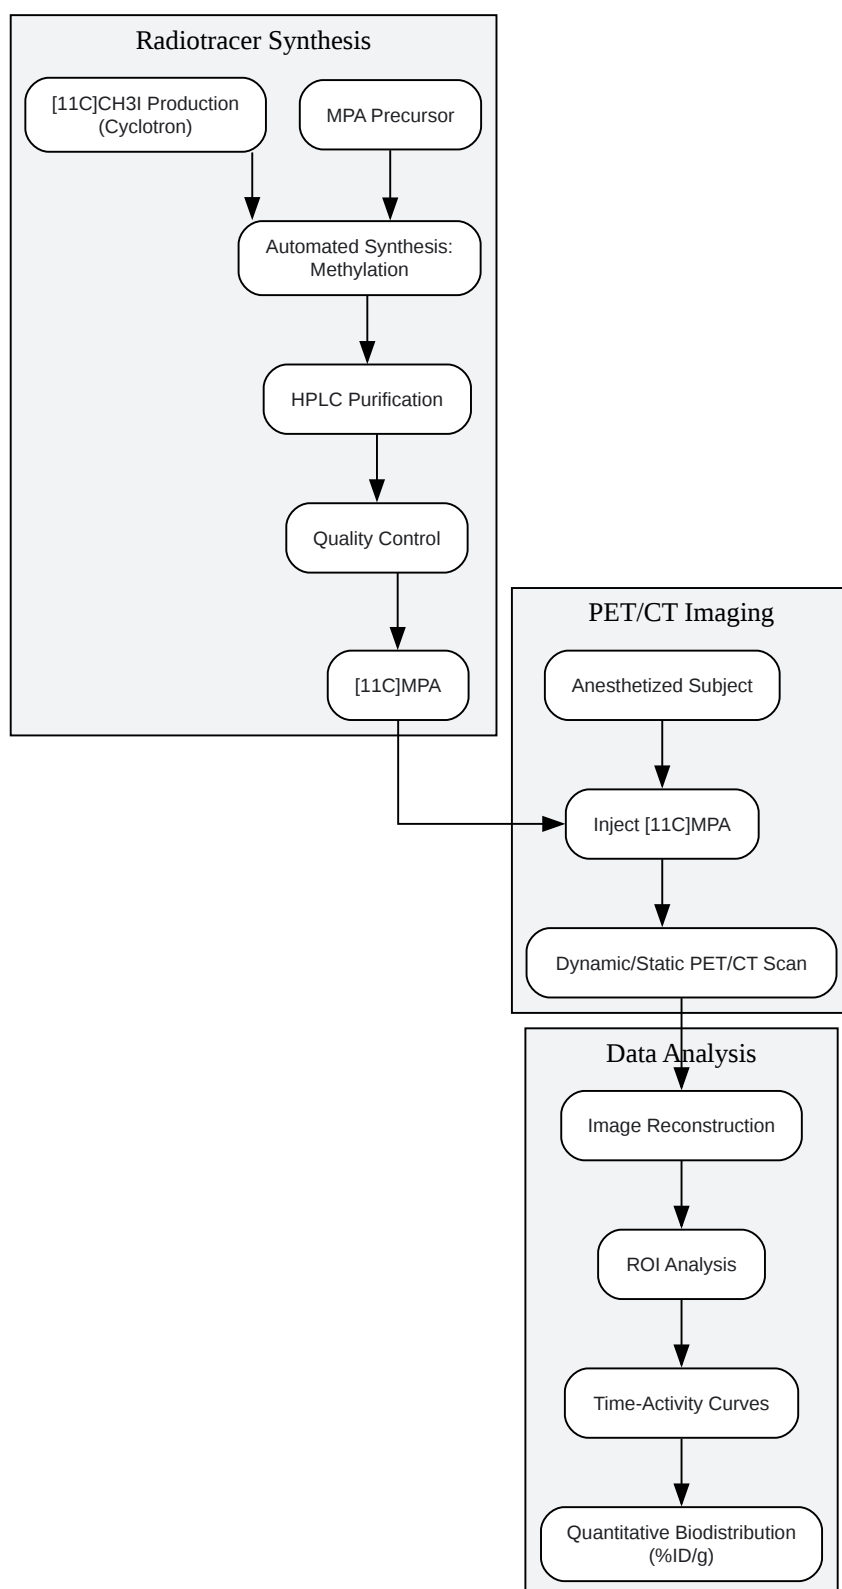 Radiotracer Synthesis
[11C]CH3I Production
(Cyclotron)
MPA Precursor
Automated Synthesis:
Methylation
HPLC Purification
Quality Control
[11C]MPA
PET/CT Imaging
Anesthetized Subject
Inject [11C]MPA
Dynamic/Static PET/CT Scan
Data Analysis
Image Reconstruction
ROI Analysis
Time-Activity Curves
Quantitative Biodistribution
(%ID/g)